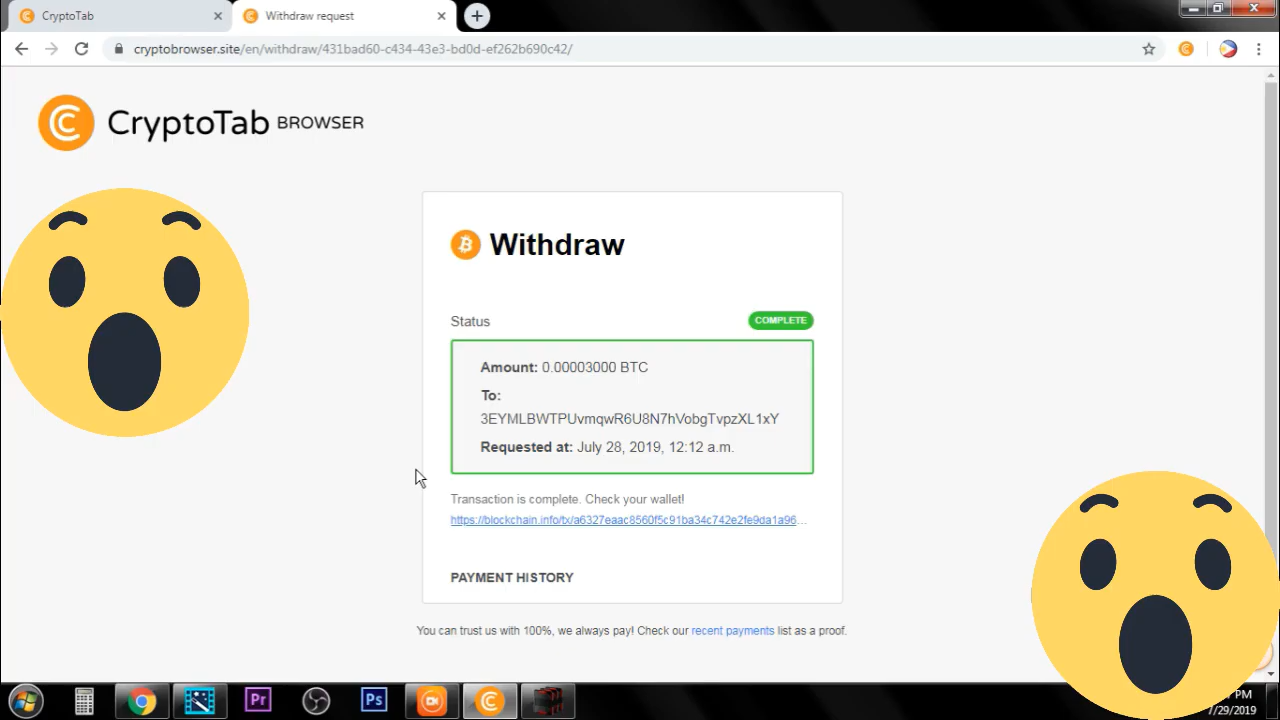 CryptoTab
Withdraw request
cryptobrowser.site/en/withdraw/431bad60-c434-43e3-bd0d-ef262b690c42/
CryptoTab BROWSER
Withdraw
Status
COMPLETE
Amount: 0.00003000 BTC
To:
3EYMLBWTPUvmqwR6U8N7hVobgTvpzXL1xY
Requested at: July 28, 2019, 12:12 a.m.
Transaction is complete. Check your wallet!
https://blockchain.info/tx/a6327eaac8560f5c91ba34c742e2fe9da1a96...
PAYMENT HISTORY
You can trust us with 100%, we always pay! Check our recent payments list as a proof.
Pr
Ps
PM
7/29/2019